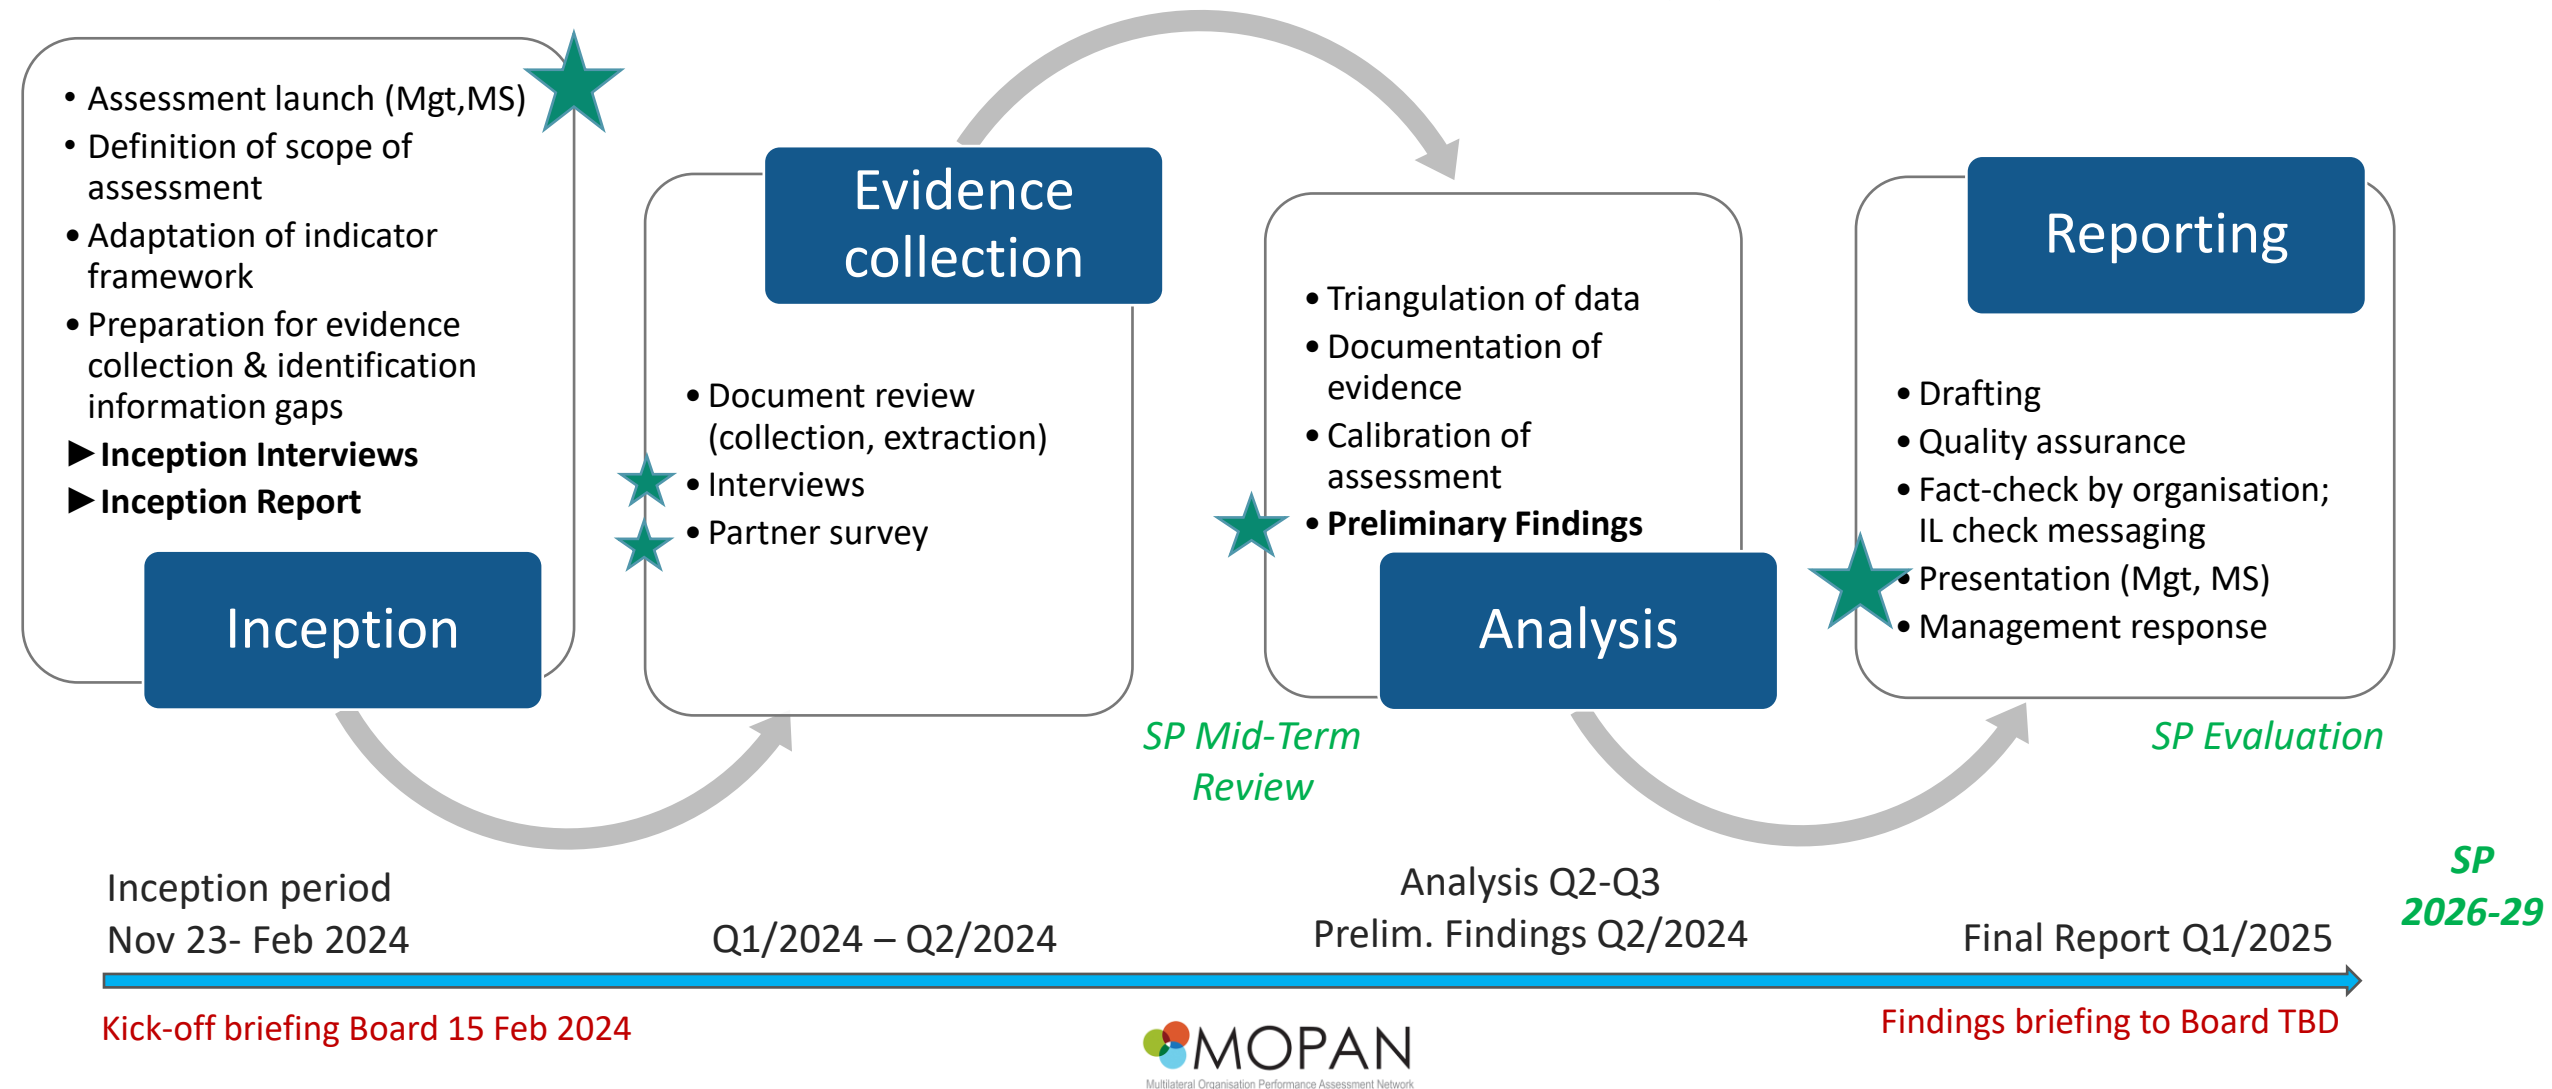 • Assessment launch (Mgt,MS)
• Definition of scope of
assessment
• Adaptation of indicator
framework
• Preparation for evidence
collection & identification
information gaps
► Inception Interviews
► Inception Report
Inception
Evidence
collection
• Document review
(collection, extraction)
• Interviews
• Partner survey
• Triangulation of data
• Documentation of
evidence
• Calibration of
assessment
• Preliminary Findings
Analysis
Reporting
• Drafting
• Quality assurance
• Fact-check by organisation;
IL check messaging
• Presentation (Mgt, MS)
• Management response
SP Mid-Term
Review
SP Evaluation
SP
2026-29
Inception period
Nov 23- Feb 2024
Q1/2024 – Q2/2024
Analysis Q2-Q3
Prelim. Findings Q2/2024
Final Report Q1/2025
Kick-off briefing Board 15 Feb 2024
Findings briefing to Board TBD
MOPAN
Multilateral Organisation Performance Assessment Network